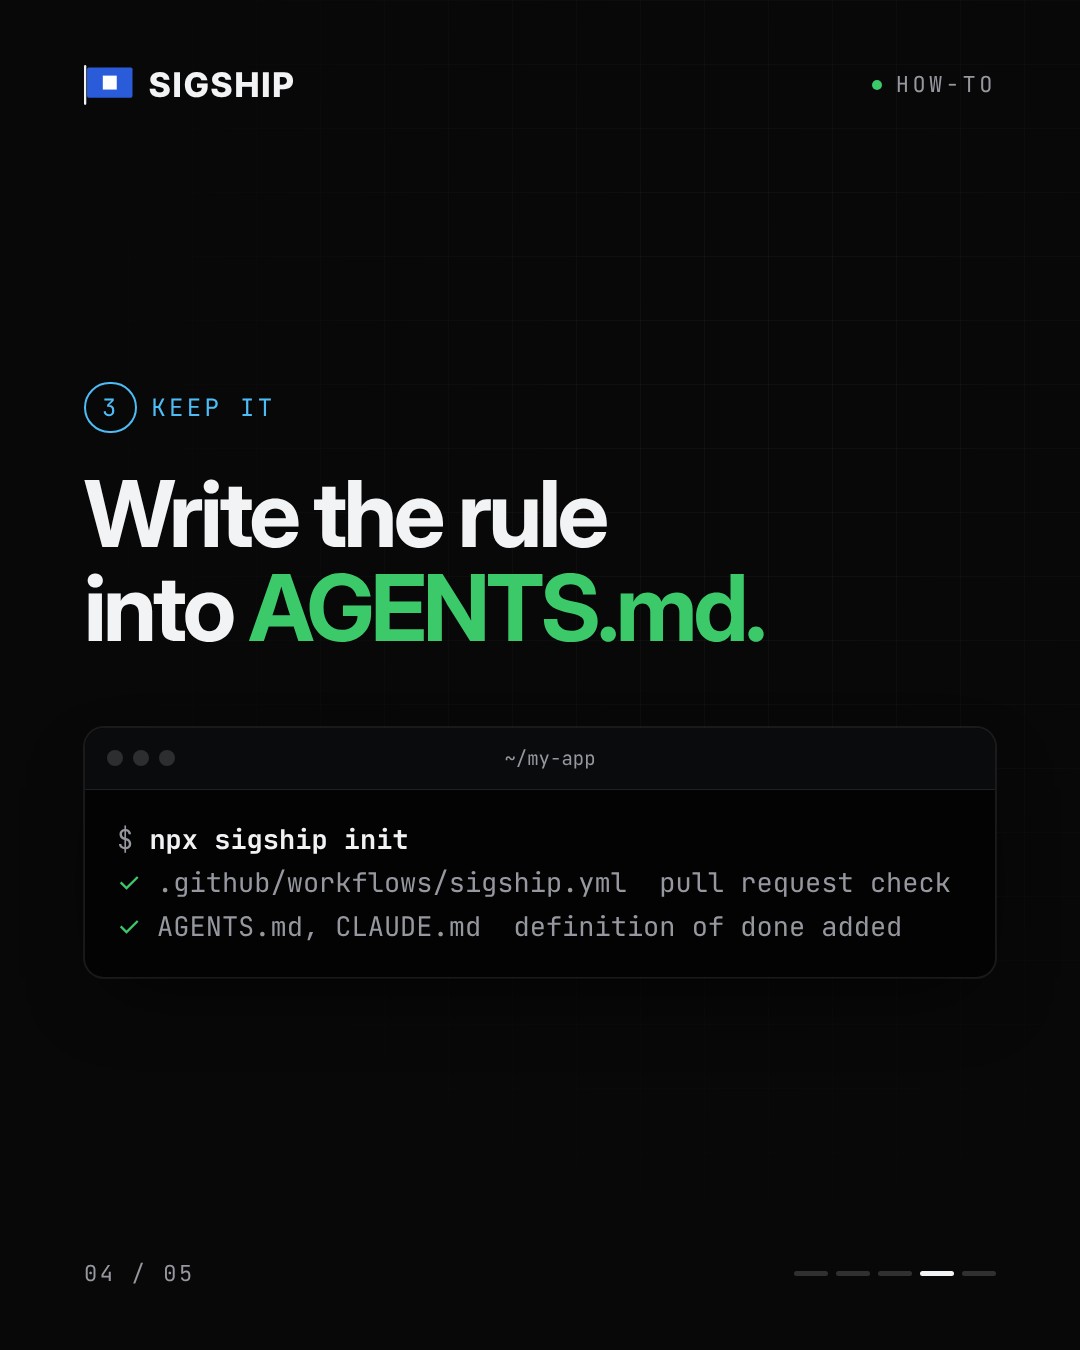 SIGSHIP
HOW-TO
3 KEEP IT
Write the rule
into AGENTS.md.
~/my-app
$ npx sigship init
✓ .github/workflows/sigship.yml  pull request check
✓ AGENTS.md, CLAUDE.md  definition of done added
04 / 05